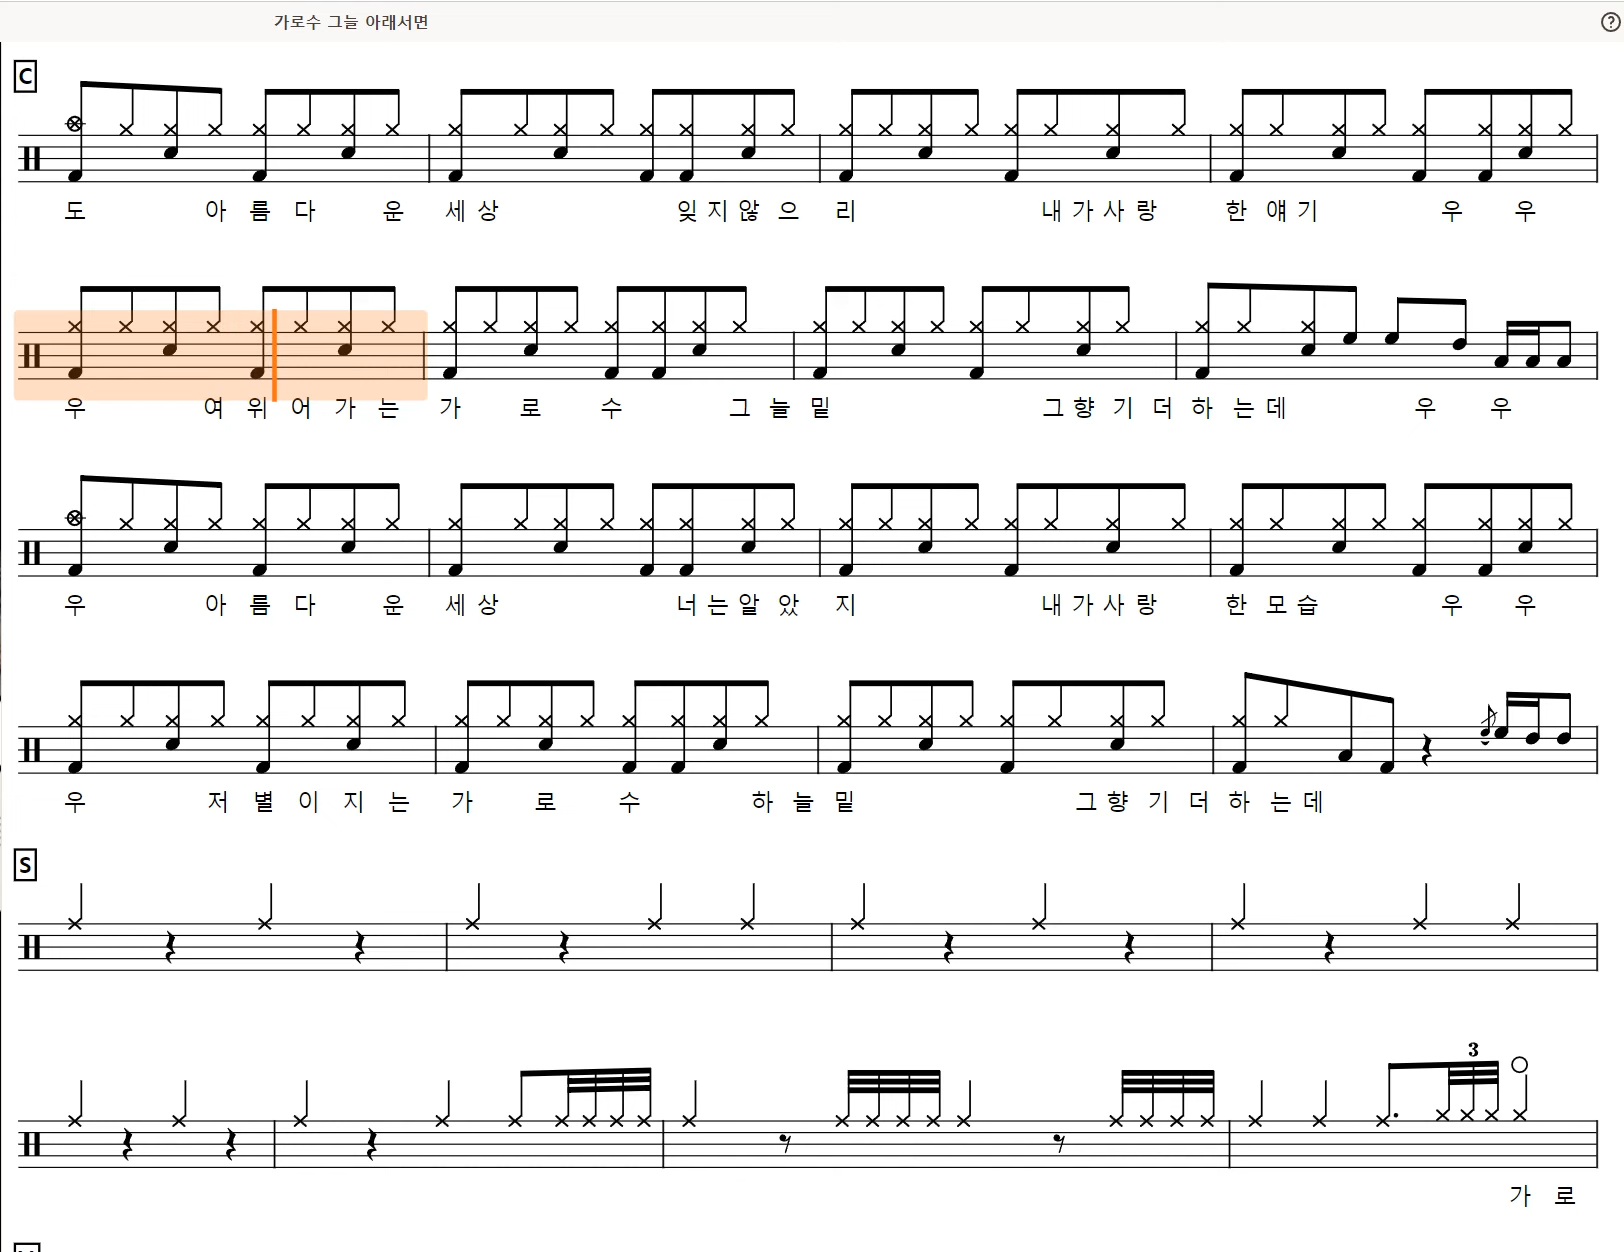 가로수 그늘 아래서면
C
도 아 름 다 운 세 상 잊 지 않 으 리 내 가 사 랑 한 얘 기 우 우
우 여 위 어 가 는 가 로 수 그 늘 밑 그 향 기 더 하 는 데 우 우
우 아 름 다 운 세 상 너 는 알 았 지 내 가 사 랑 한 모 습 우 우
우 저 별 이 지 는 가 로 수 하 늘 밑 그 향 기 더 하 는 데
S
3
가 로